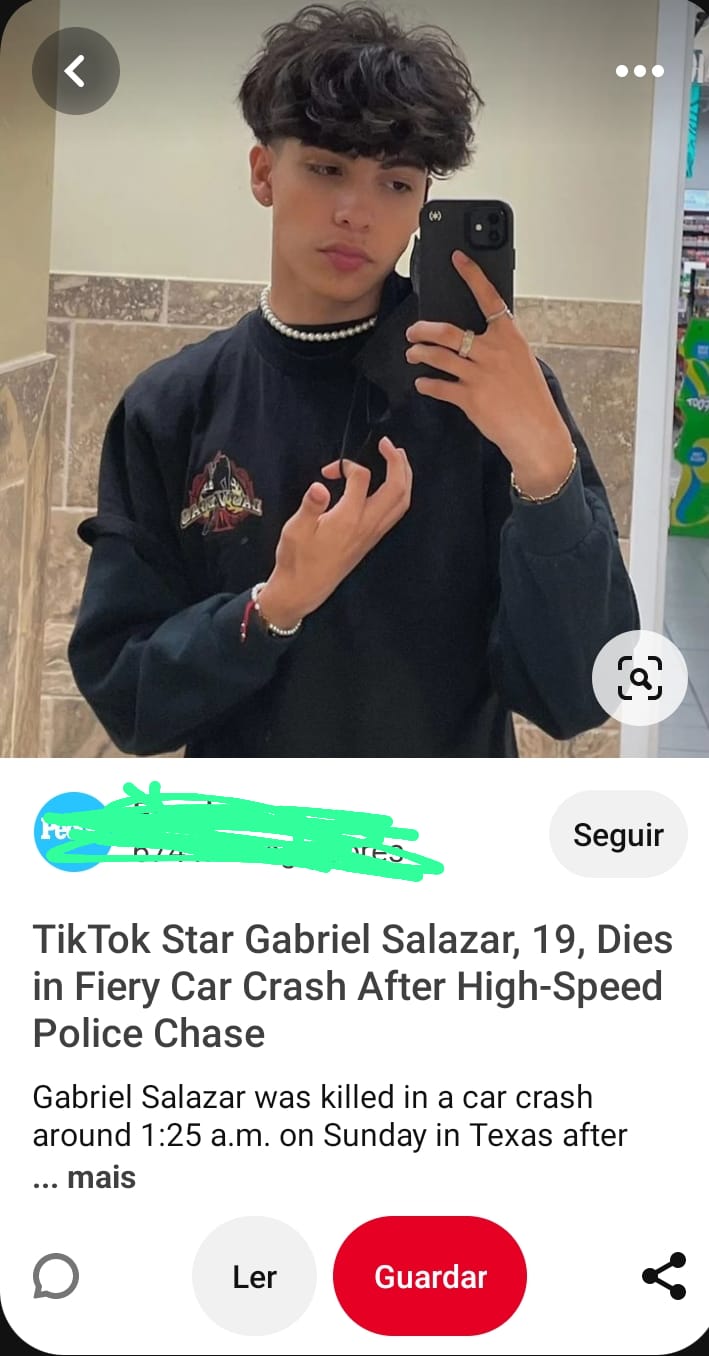 Seguir
TikTok Star Gabriel Salazar, 19, Dies
in Fiery Car Crash After High-Speed
Police Chase
Gabriel Salazar was killed in a car crash
around 1:25 a.m. on Sunday in Texas after
... mais
Ler
Guardar